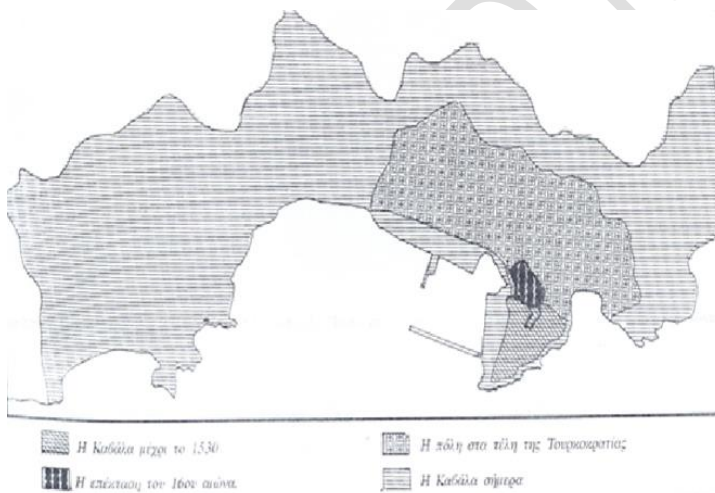 Η Καβάλα μέχρι το 1530
Η επέκταση του 16ου αιώνα.
Η πόλη στα τέλη της Τουρκοκρατίας
Η Καβάλα σήμερα